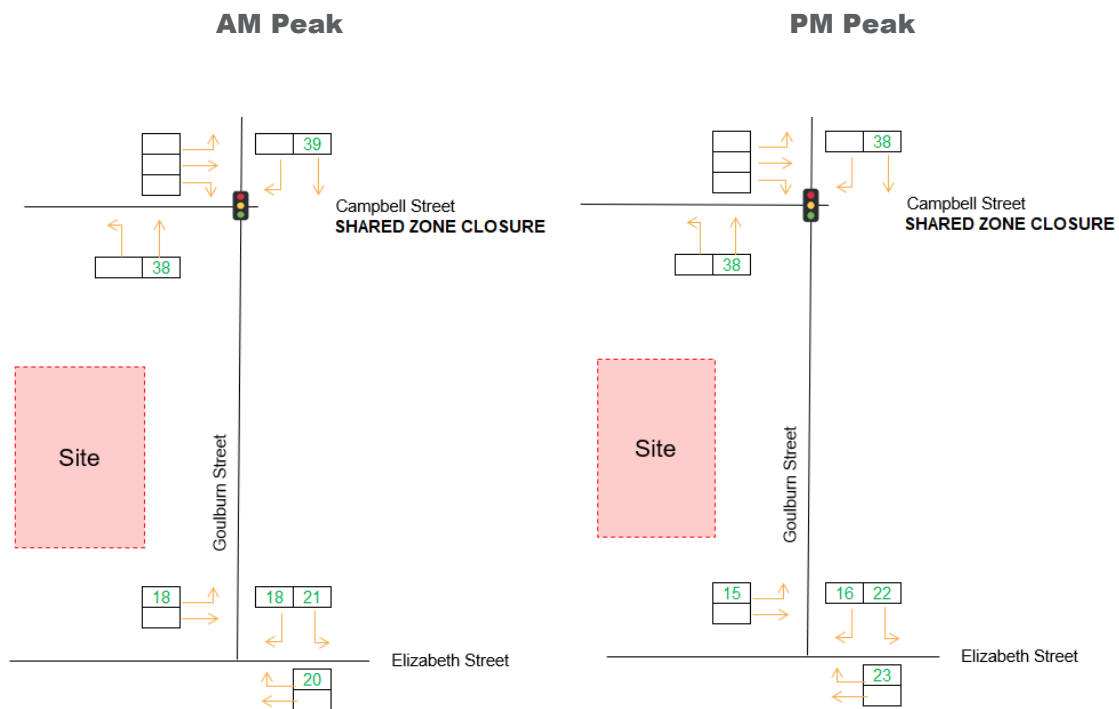 AM Peak
PM Peak
39
Campbell Street
SHARED ZONE CLOSURE
38
Site
Goulburn Street
18
18 21
Elizabeth Street
20
38
Campbell Street
SHARED ZONE CLOSURE
38
Site
Goulburn Street
15
16 22
Elizabeth Street
23